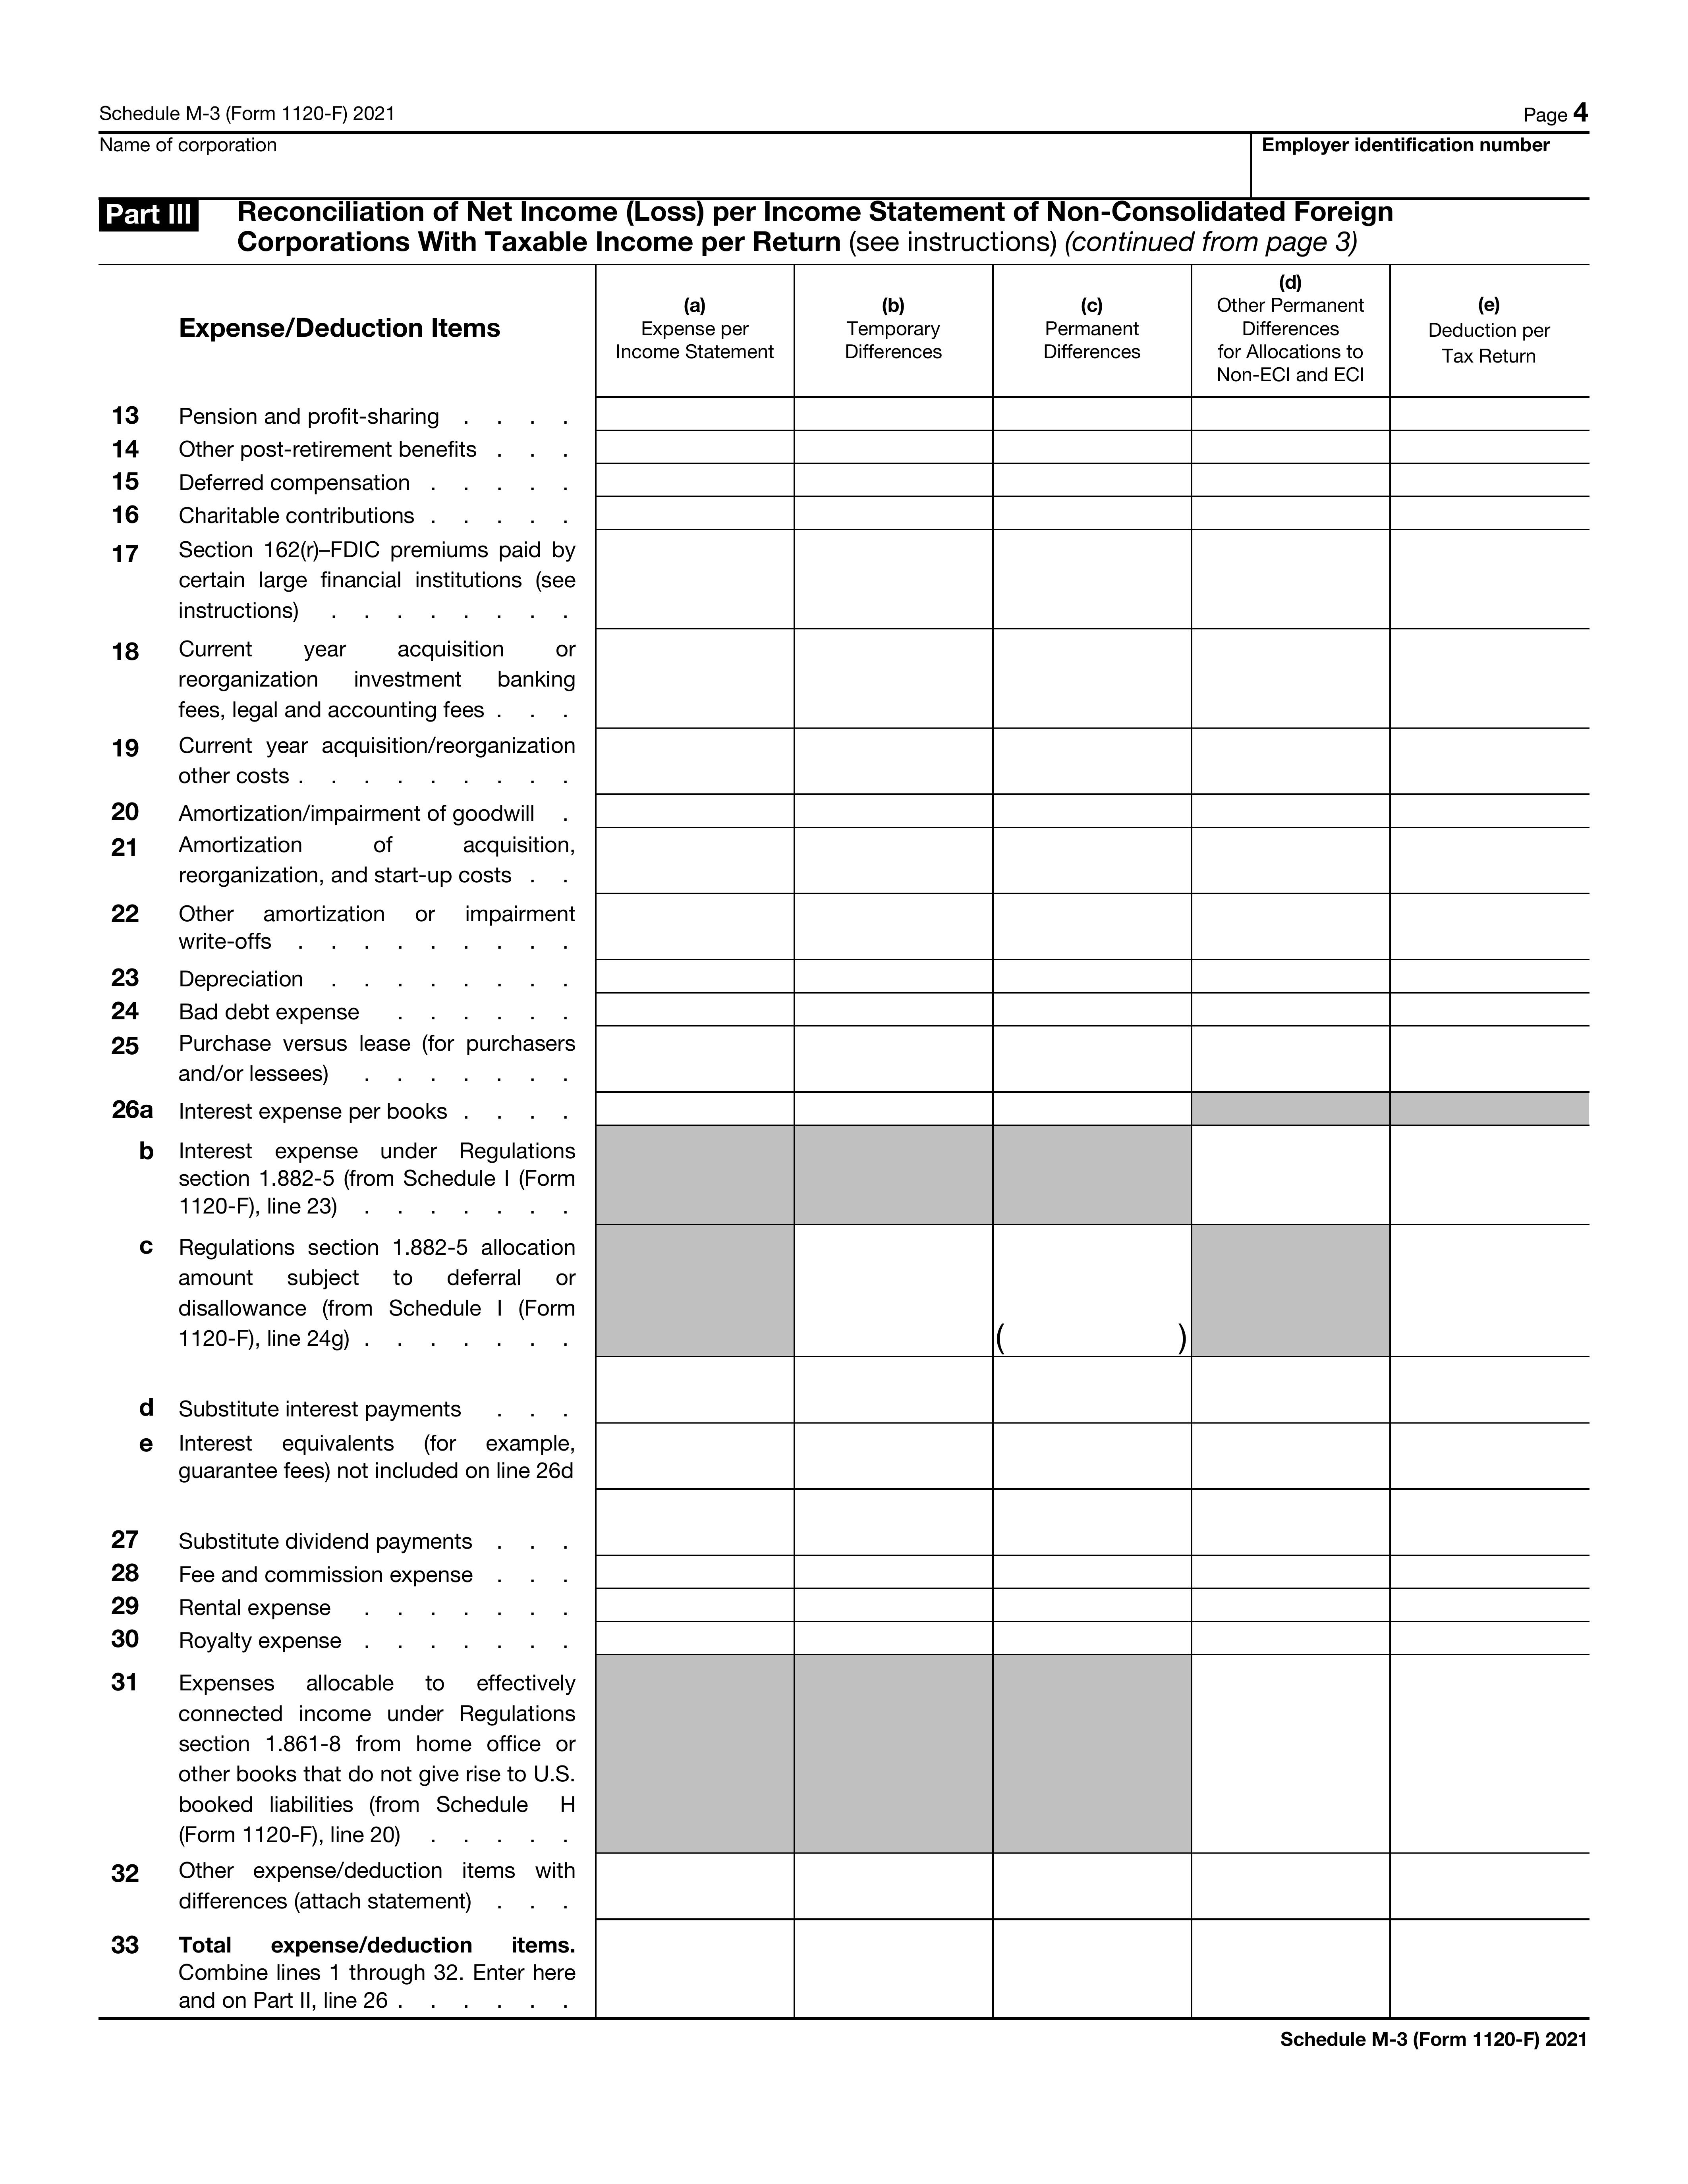 Schedule M-3 (Form 1120-F) 2021 Page 4
Name of corporation Employer identification number
Part III Reconciliation of Net Income (Loss) per Income Statement of Non-Consolidated Foreign
Corporations With Taxable Income per Return (see instructions) (continued from page 3)
Expense/Deduction Items
(a)
Expense per
Income Statement
(b)
Temporary
Differences
(c)
Permanent
Differences
(d)
Other Permanent
Differences
for Allocations to
Non-ECI and ECI
(e)
Deduction per
Tax Return
13 Pension and profit-sharing . . . .
14 Other post-retirement benefits . . .
15 Deferred compensation . . . . .
16 Charitable contributions . . . . .
17 Section 162(r)–FDIC premiums paid by
certain large financial institutions (see
instructions) . . . . . . . .
18 Current year acquisition or
reorganization investment banking
fees, legal and accounting fees . . .
19 Current year acquisition/reorganization
other costs . . . . . . . . .
20 Amortization/impairment of goodwill .
21 Amortization of acquisition,
reorganization, and start-up costs . .
22 Other amortization or impairment
write-offs . . . . . . . . .
23 Depreciation . . . . . . . .
24 Bad debt expense . . . . . .
25 Purchase versus lease (for purchasers
and/or lessees) . . . . . . .
26a Interest expense per books . . . .
b Interest expense under Regulations
section 1.882-5 (from Schedule I (Form
1120-F), line 23) . . . . . . .
c Regulations section 1.882-5 allocation
amount subject to deferral or
disallowance (from Schedule I (Form
1120-F), line 24g) . . . . . . . ( )
d Substitute interest payments . . .
e Interest equivalents (for example,
guarantee fees) not included on line 26d
27 Substitute dividend payments . . .
28 Fee and commission expense . . .
29 Rental expense . . . . . . .
30 Royalty expense . . . . . . .
31 Expenses allocable to effectively
connected income under Regulations
section 1.861-8 from home office or
other books that do not give rise to U.S.
booked liabilities (from Schedule H
(Form 1120-F), line 20) . . . . .
32 Other expense/deduction items with
differences (attach statement) . . .
33 Total expense/deduction items.
Combine lines 1 through 32. Enter here
and on Part II, line 26 . . . . . .
Schedule M-3 (Form 1120-F) 2021